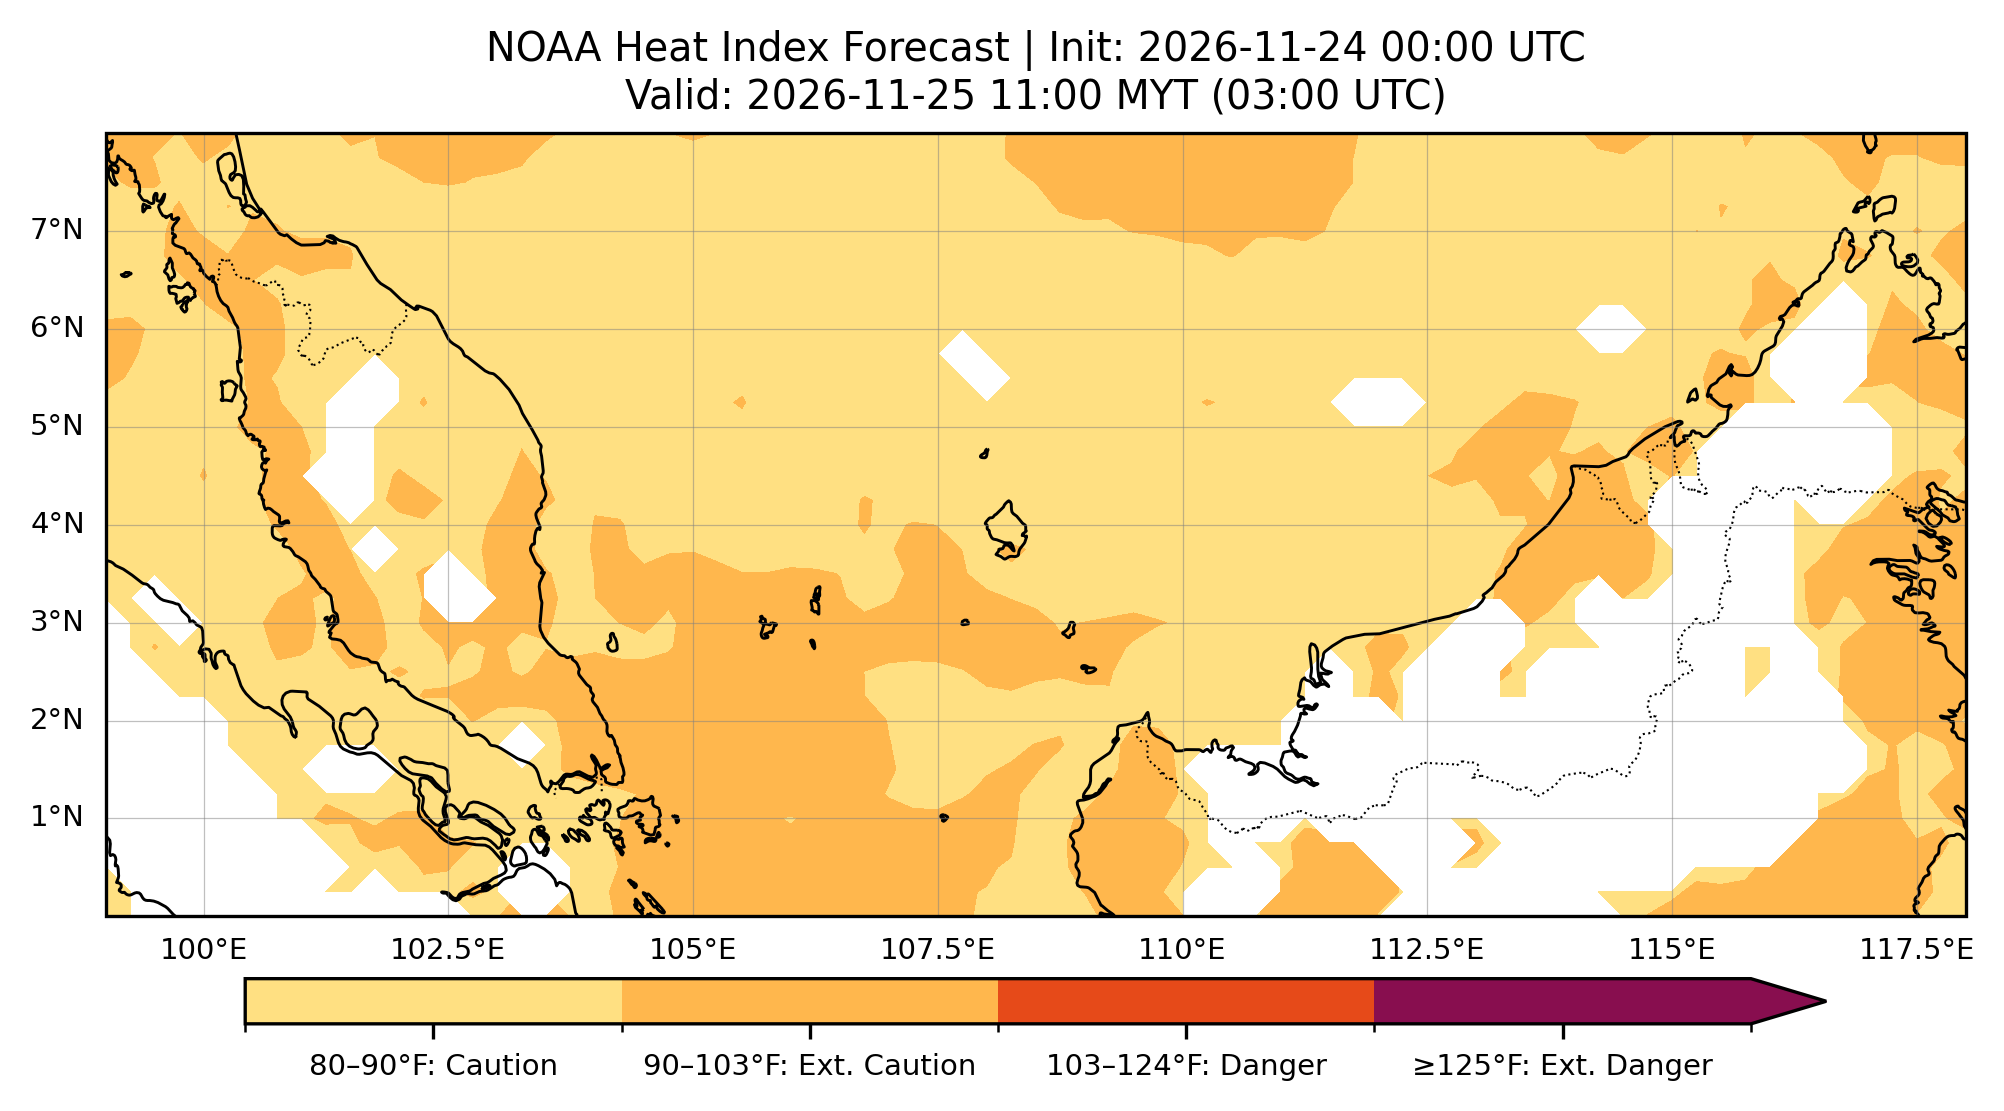 NOAA Heat Index Forecast | Init: 2026-11-24 00:00 UTC
Valid: 2026-11-25 11:00 MYT (03:00 UTC)
7°N
6°N
5°N
4°N
3°N
2°N
1°N
100°E 102.5°E 105°E 107.5°E 110°E 112.5°E 115°E 117.5°E
80–90°F: Caution 90–103°F: Ext. Caution 103–124°F: Danger ≥125°F: Ext. Danger